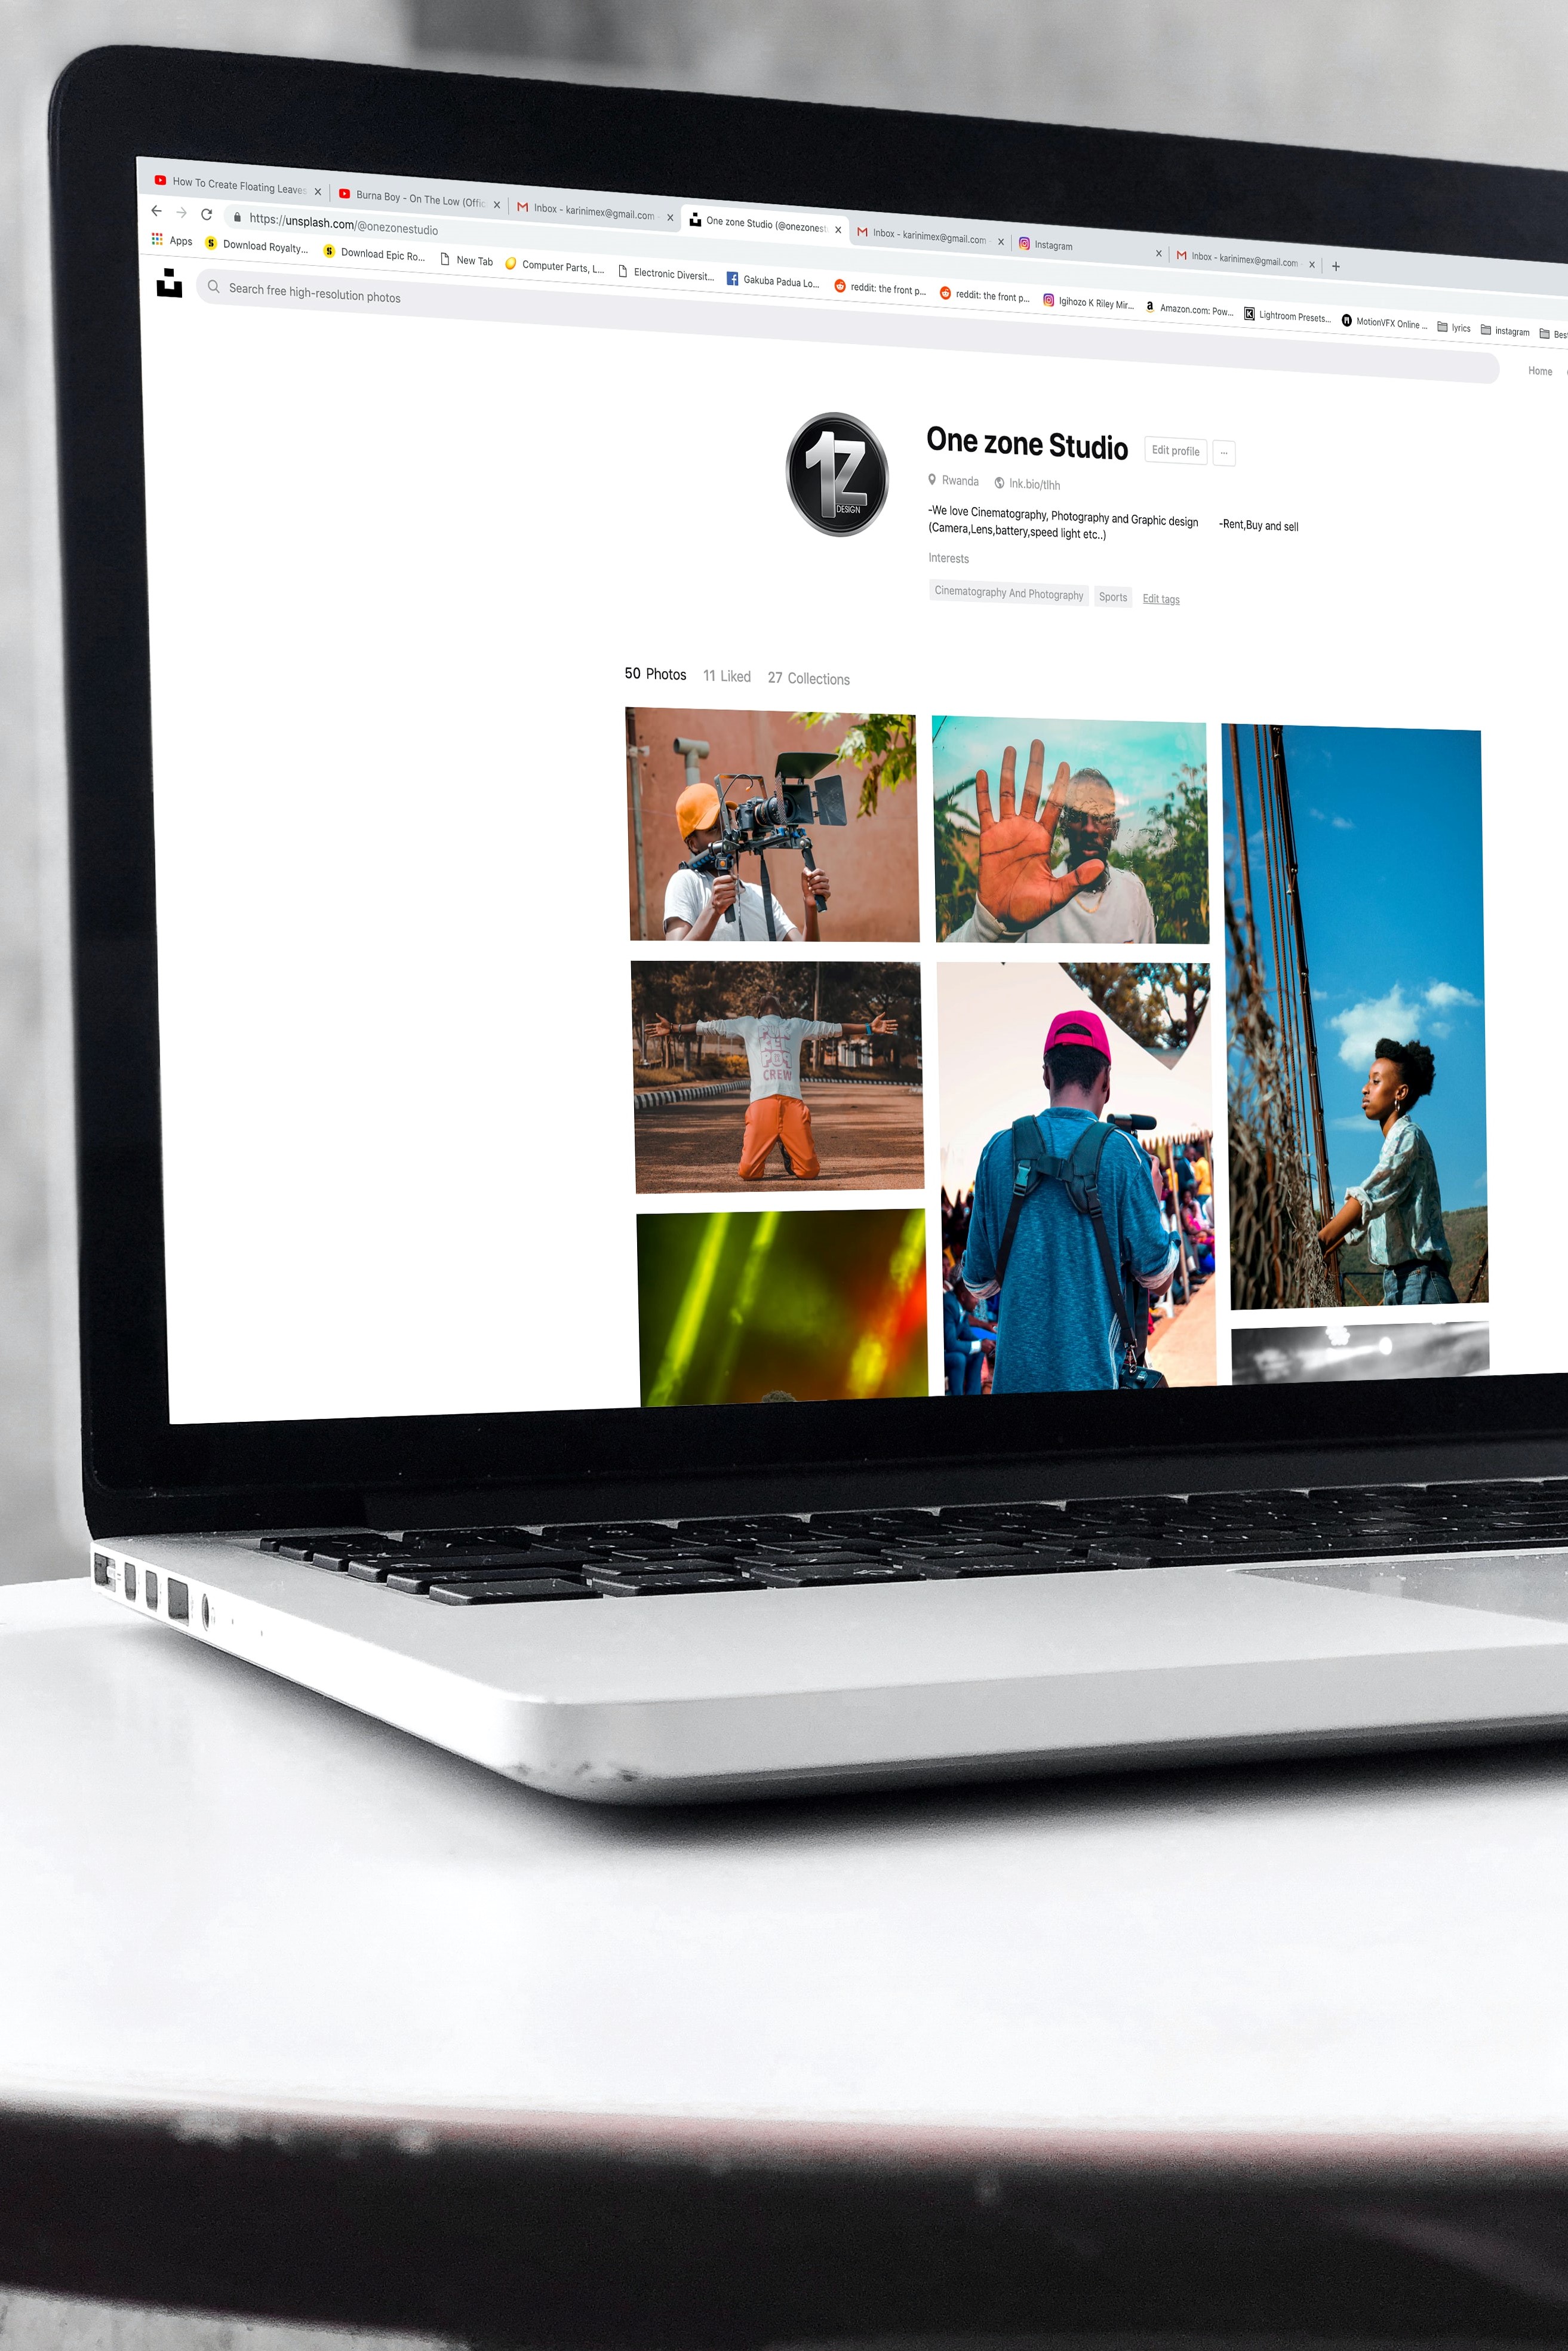 How To Create Floating Leaves
Burna Boy - On The Low (Offic
Inbox - karinimex@gmail.com
One zone Studio (@onezonest
Inbox - karinimex@gmail.com
Instagram
Inbox - karinimex@gmail.com
https://unsplash.com/@onezonestudio
Apps
Download Royalty...
Download Epic Ro...
New Tab
Computer Parts, L...
Electronic Diversit...
Gakuba Padua Lo...
reddit: the front p...
reddit: the front p...
Igihozo K Riley Mir...
Amazon.com: Pow...
Lightroom Presets...
MotionVFX Online ...
lyrics
instagram
Bes
Search free high-resolution photos
Home
1Z
DESIGN
One zone Studio
Edit profile
...
Rwanda
lnk.bio/tlhh
-We love Cinematography, Photography and Graphic design -Rent,Buy and sell
(Camera,Lens,battery,speed light etc..)
Interests
Cinematography And Photography
Sports
Edit tags
50 Photos
11 Liked
27 Collections
CREW